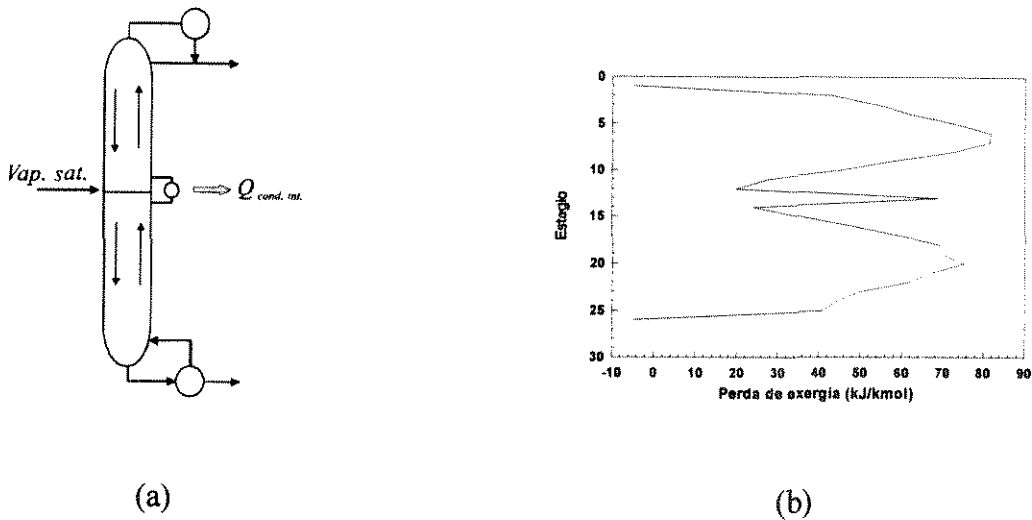 Vap. sat.
Q cond. int.
(a)
Estagio
0
5
10
15
20
25
30
-10 0 10 20 30 40 50 60 70 80 90
Perda de exergia (kJ/kmol)
(b)